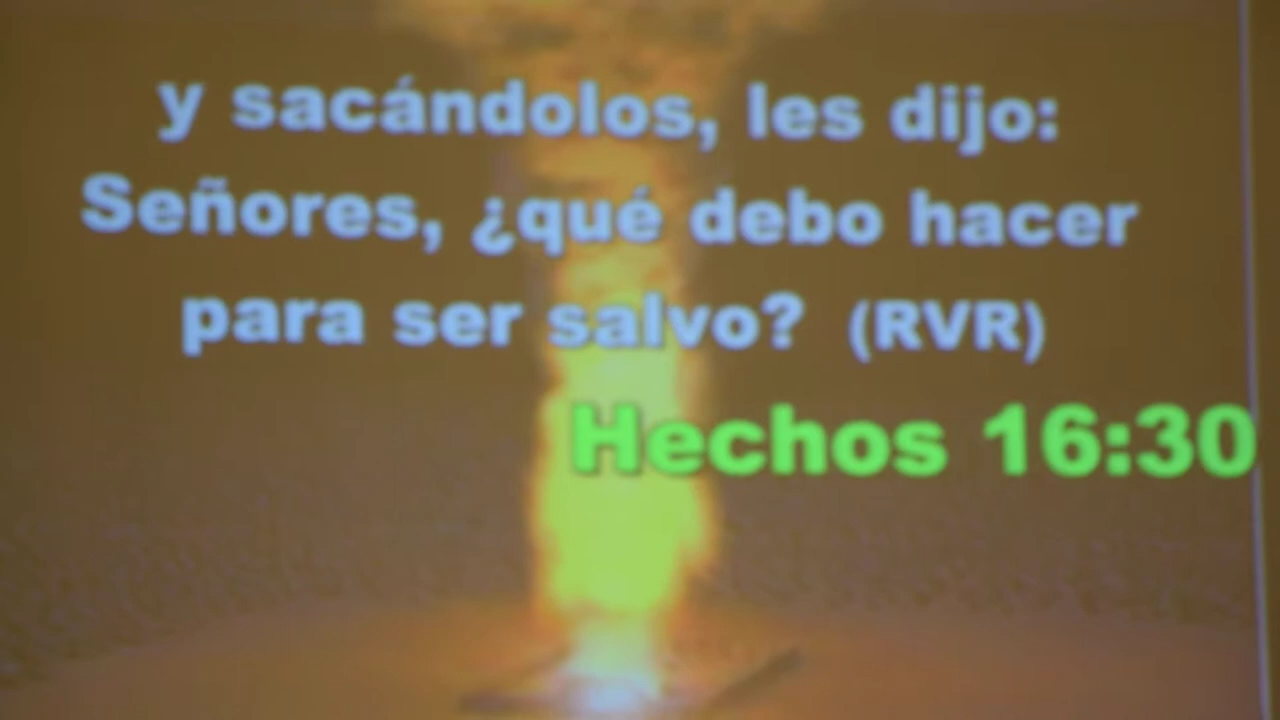 y sacándolos, les dijo:
Señores, ¿qué debo hacer
para ser salvo? (RVR)
Hechos 16:30